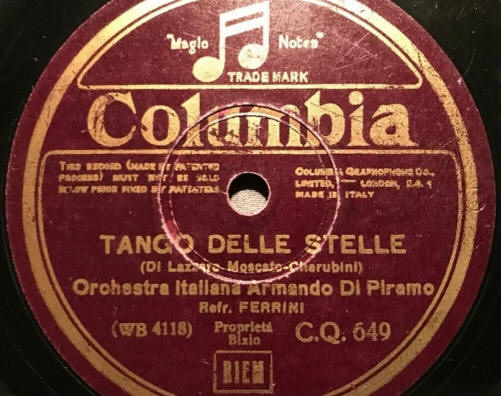 "Magic Notes"
TRADE MARK
Columbia
THIS RECORD (MADE BY PATENTED
PROCESS) MUST NOT BE SOLD
BELOW PRICE FIXED BY PATENTEES
COLUMBIA GRAPHOPHONE CO.,
LIMITED, — LONDON, E.C. 1
MADE IN ITALY
TANGO DELLE STELLE
(Di Lazzaro-Moscato-Cherubini)
Orchestra Italiana Armando Di Piramo
Refr. FERRINI
(WB 4118)
Proprietà
Bixio
C.Q. 649
BIEM